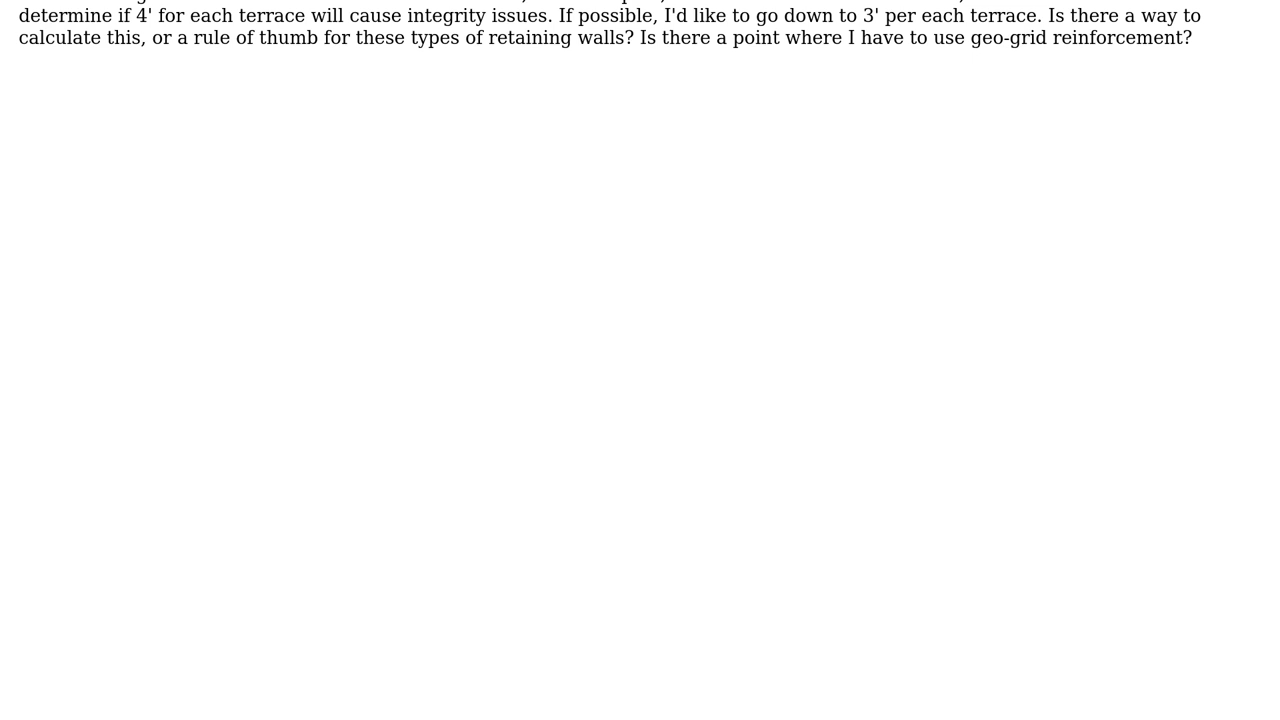 determine if 4' for each terrace will cause integrity issues. If possible, I'd like to go down to 3' per each terrace. Is there a way to
calculate this, or a rule of thumb for these types of retaining walls? Is there a point where I have to use geo-grid reinforcement?